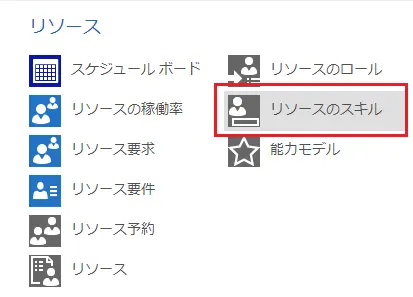 リソース
スケジュール ボード
リソースの稼働率
リソース要求
リソース要件
リソース予約
リソース
リソースのロール
リソースのスキル
能力モデル